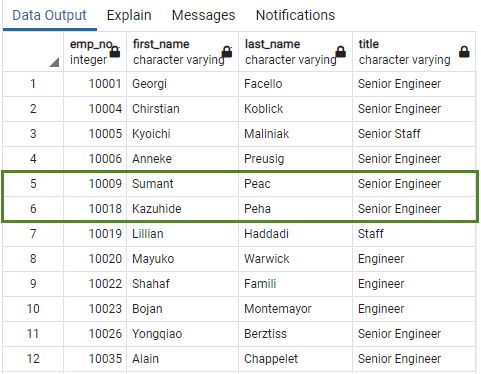 Data Output Explain Messages Notifications
emp_no first_name last_name title
integer character varying character varying character varying
1 10001 Georgi Facello Senior Engineer
2 10004 Chirstian Koblick Senior Engineer
3 10005 Kyoichi Maliniak Senior Staff
4 10006 Anneke Preusig Senior Engineer
5 10009 Sumant Peac Senior Engineer
6 10018 Kazuhide Peha Senior Engineer
7 10019 Lillian Haddadi Staff
8 10020 Mayuko Warwick Engineer
9 10022 Shahaf Famili Engineer
10 10023 Bojan Montemayor Engineer
11 10026 Yongqiao Berztiss Senior Engineer
12 10035 Alain Chappelet Senior Engineer